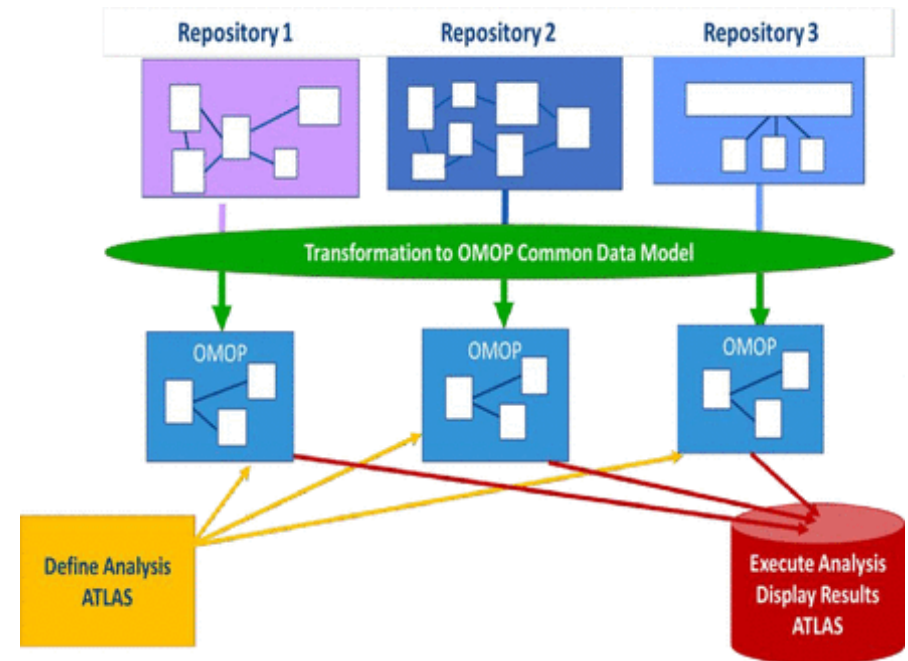 Repository 1
Repository 2
Repository 3
Transformation to OMOP Common Data Model
OMOP
OMOP
OMOP
Define Analysis
ATLAS
Execute Analysis
Display Results
ATLAS